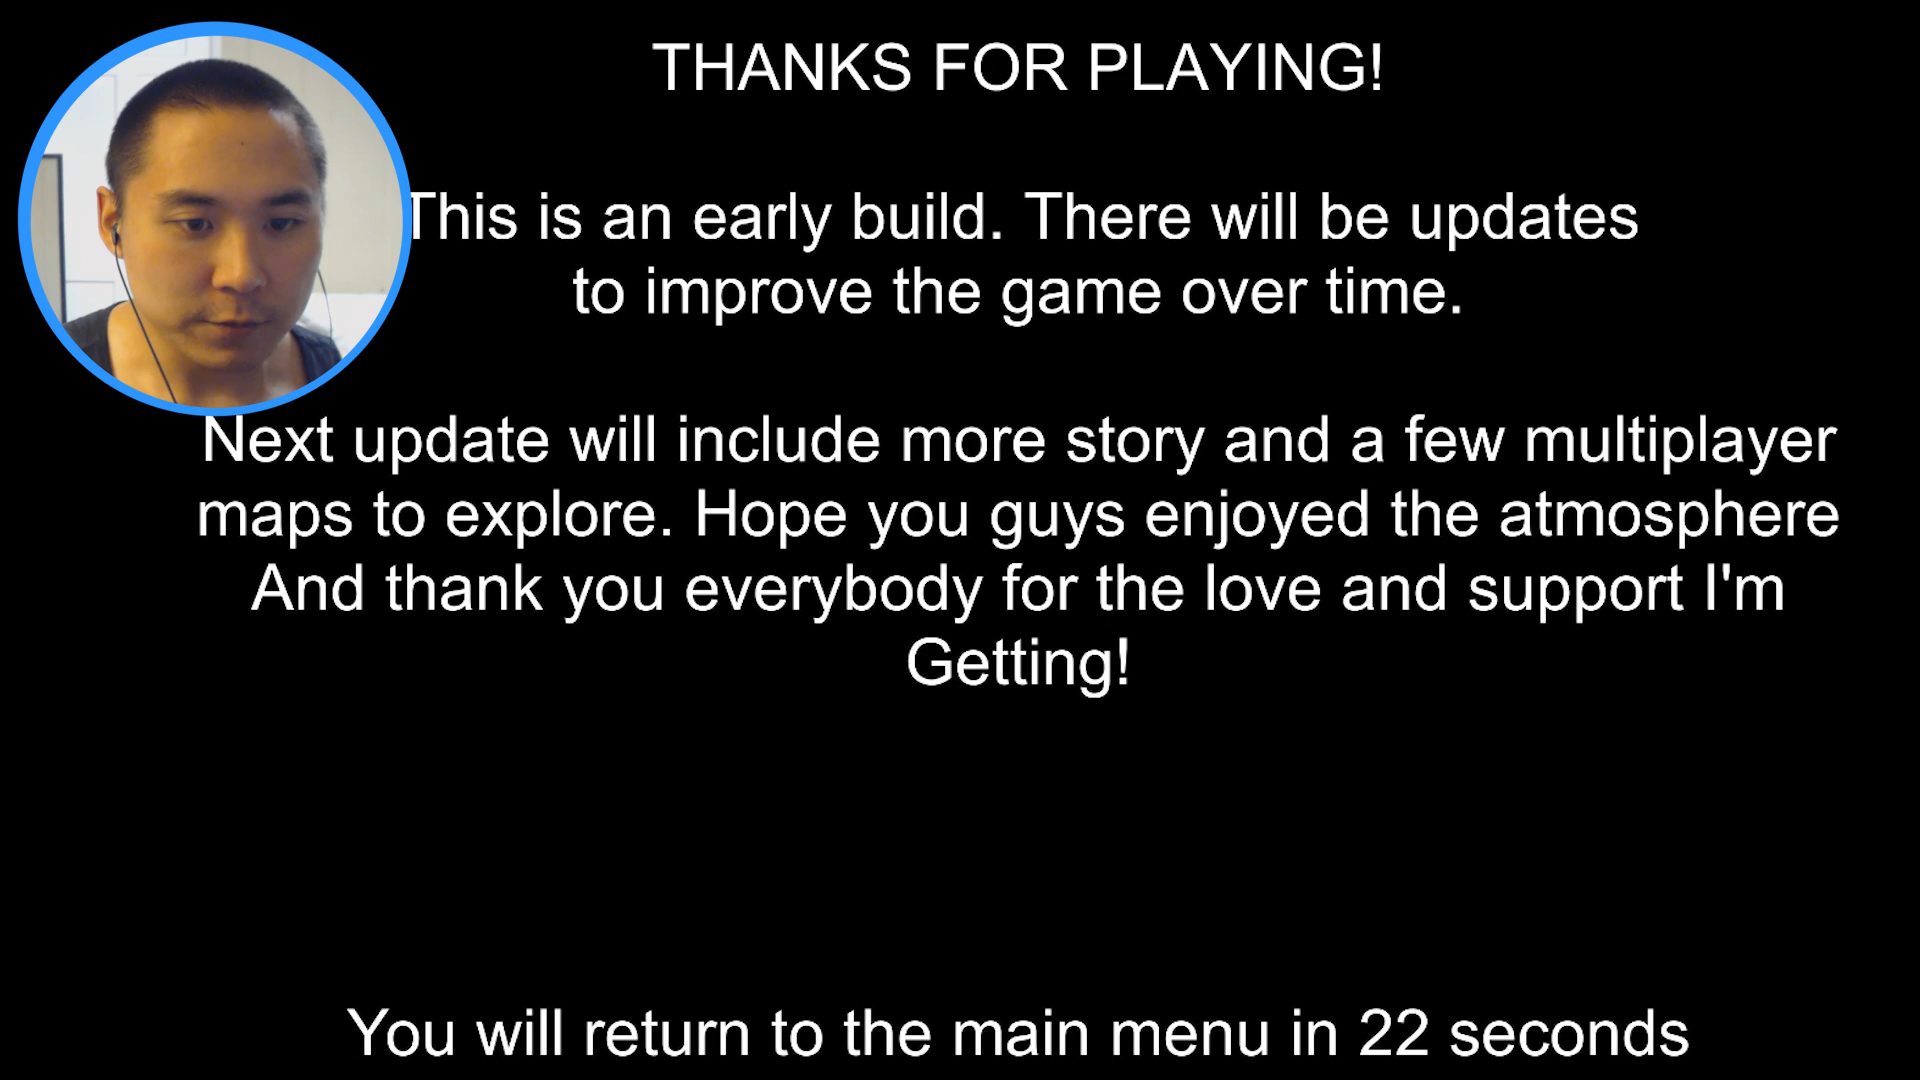 THANKS FOR PLAYING!
This is an early build. There will be updates
to improve the game over time.
Next update will include more story and a few multiplayer
maps to explore. Hope you guys enjoyed the atmosphere
And thank you everybody for the love and support I'm
Getting!
You will return to the main menu in 22 seconds